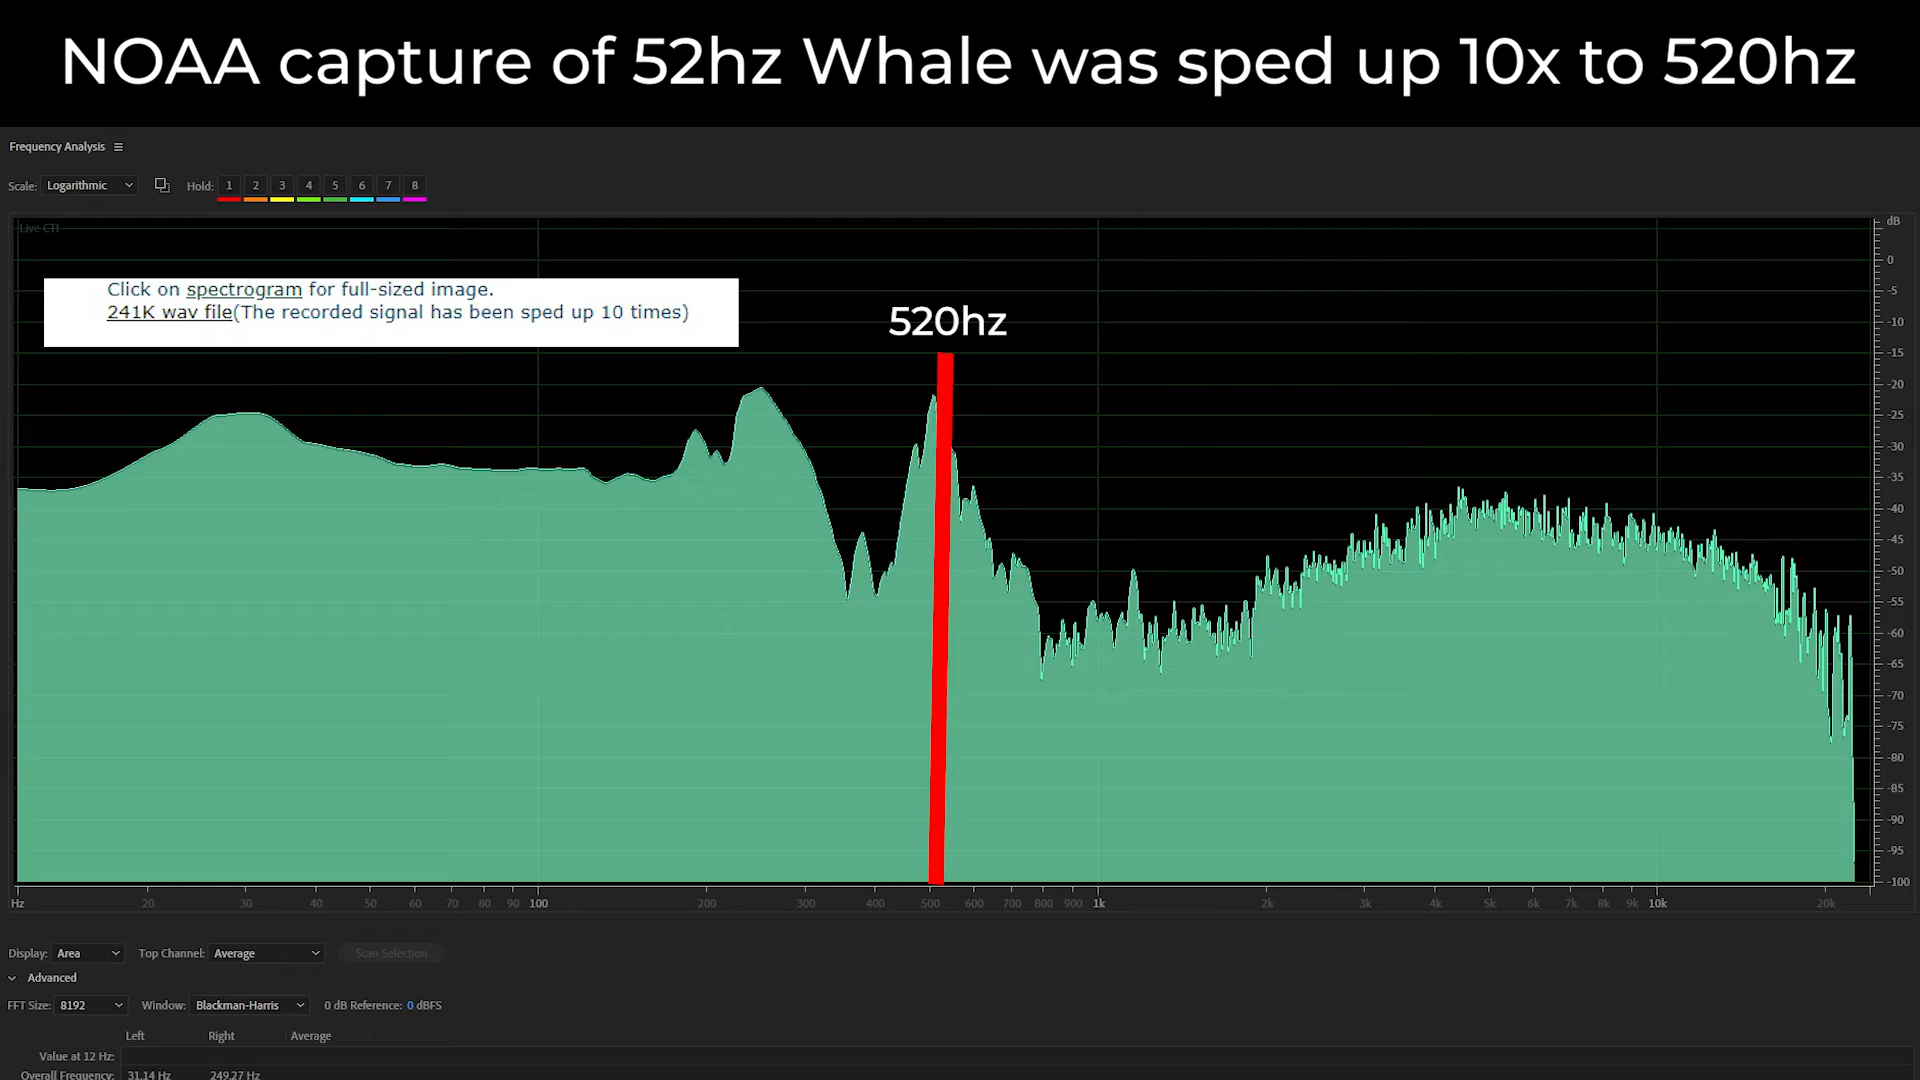 NOAA capture of 52hz Whale was sped up 10x to 520hz
Frequency Analysis
Scale: Logarithmic Hold: 1 2 3 4 5 6 7 8
Live CTI
dB
Click on spectrogram for full-sized image.
241K wav file(The recorded signal has been sped up 10 times)
520hz
0
-5
-10
-15
-20
-25
-30
-35
-40
-45
-50
-55
-60
-65
-70
-75
-80
-85
-90
-95
-100
Hz 20 30 40 50 60 70 80 90 100 200 300 400 500 600 700 800 900 1k 2k 3k 4k 5k 6k 7k 8k 9k 10k 20k
Display: Area Top Channel: Average Scan Selection
Advanced
FFT Size: 8192 Window: Blackman-Harris 0 dB Reference: 0 dBFS
Left Right Average
Value at 12 Hz:
Overall Frequency: 31.14 Hz 249.27 Hz